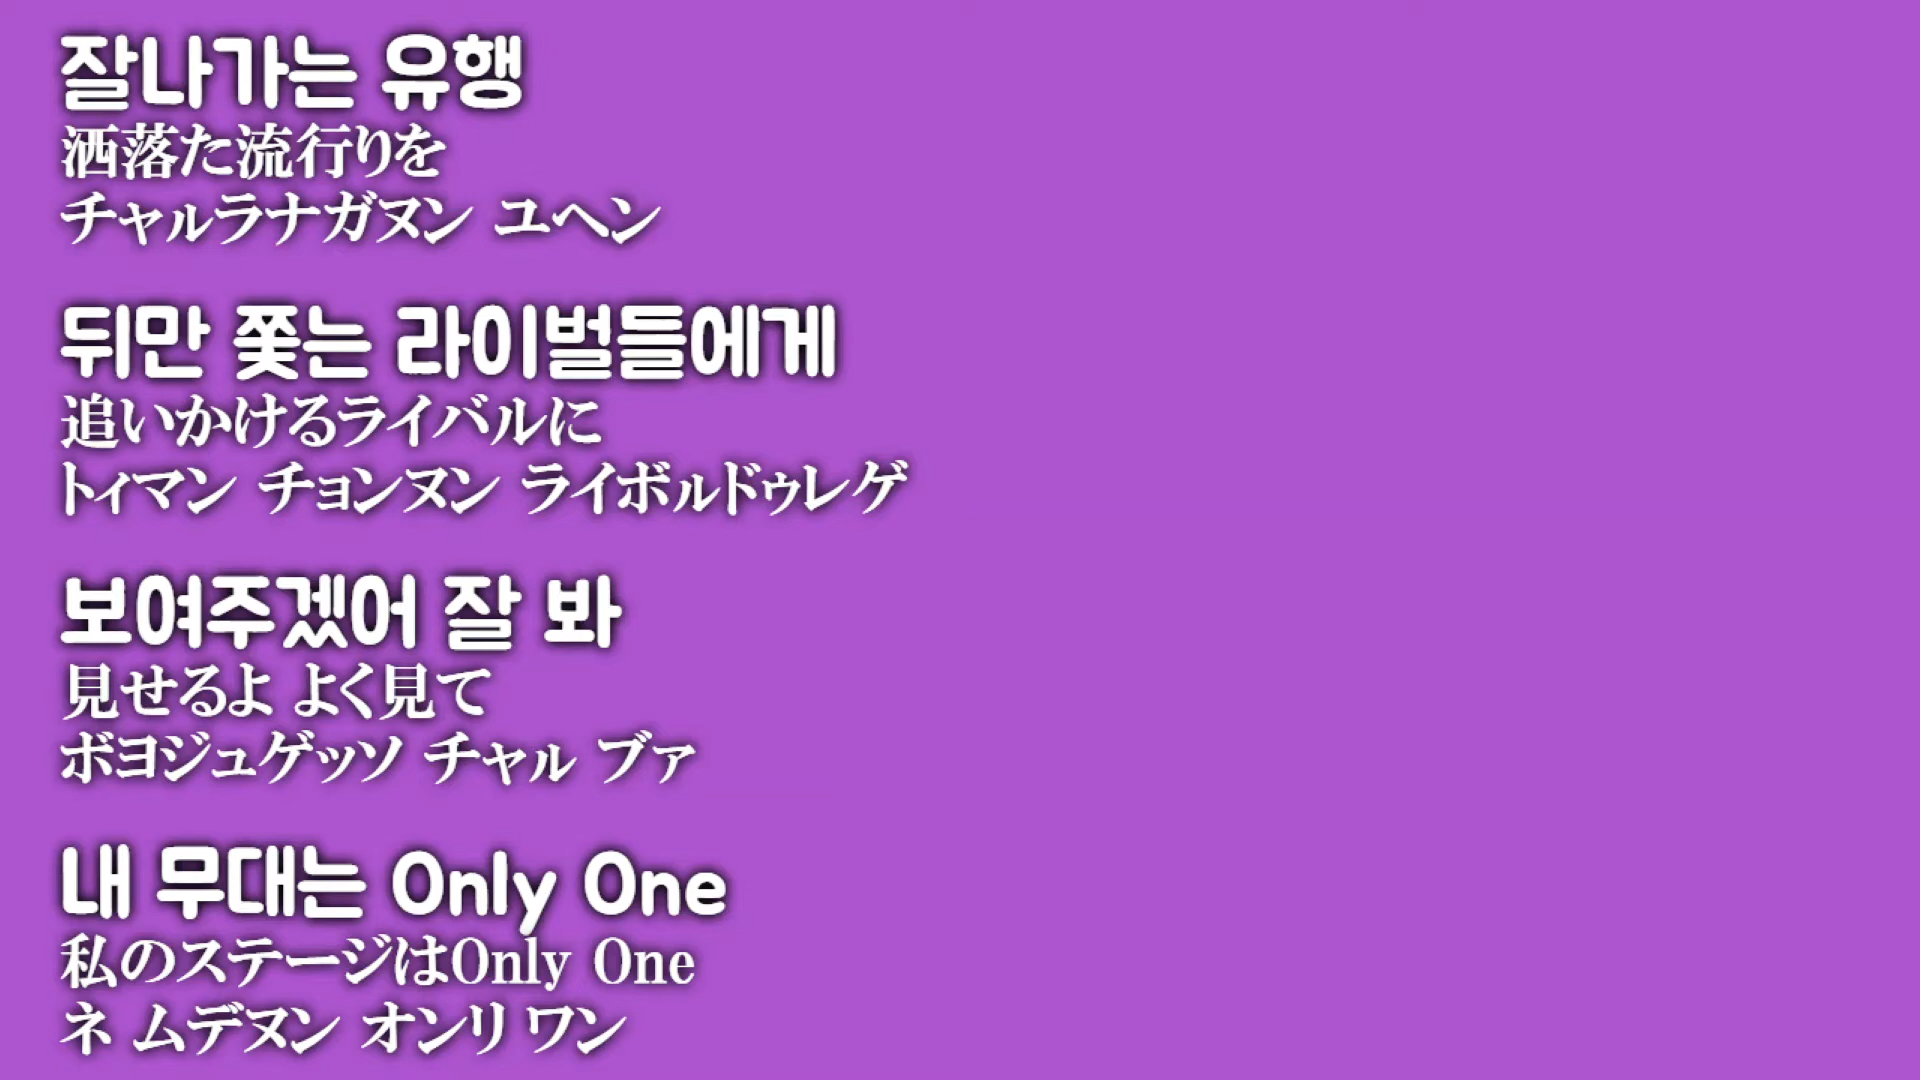 잘나가는 유행
洒落た流行りを
チャルラナガヌン ユヘン
뒤만 쫓는 라이벌들에게
追いかけるライバルに
トィマン チョンヌン ライボルドゥレゲ
보여주겠어 잘 봐
見せるよ よく見て
ボヨジュゲッソ チャル ブァ
내 무대는 Only One
私のステージはOnly One
ネ ムデヌン オンリ ワン